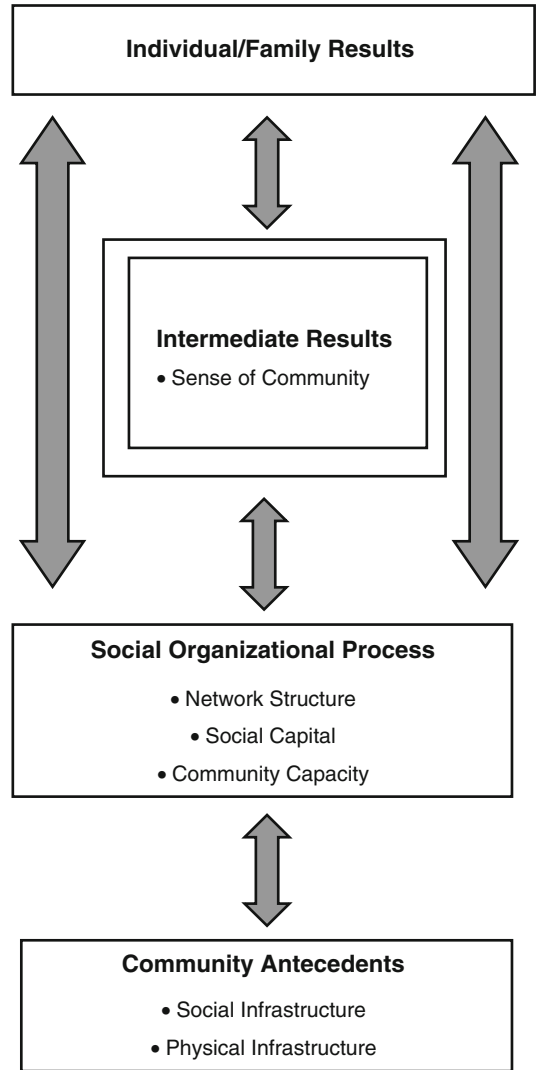 Individual/Family Results
Intermediate Results
• Sense of Community
Social Organizational Process
• Network Structure
• Social Capital
• Community Capacity
Community Antecedents
• Social Infrastructure
• Physical Infrastructure